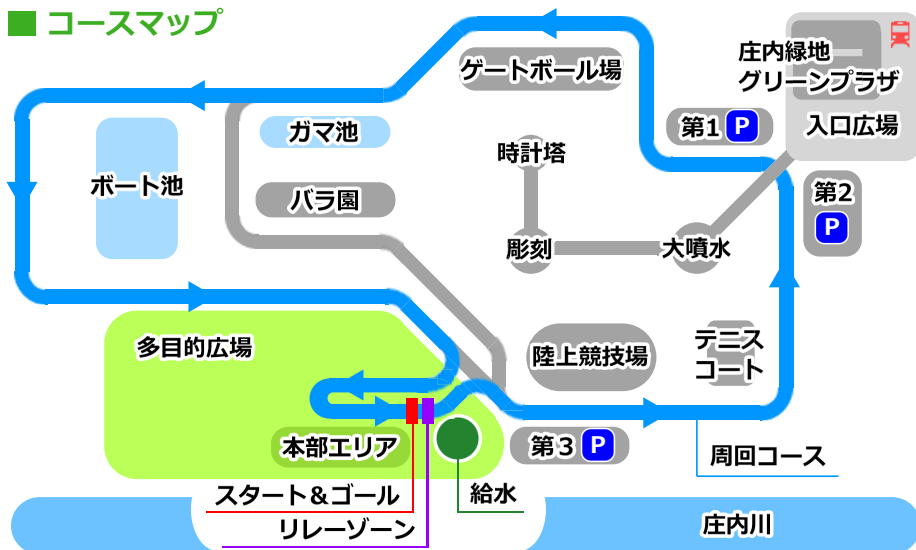 コースマップ
ゲートボール場
庄内緑地
グリーンプラザ
入口広場
第1 P
ガマ池
時計塔
ボート池
バラ園
第2
P
彫刻
大噴水
多目的広場
陸上競技場
テニス
コート
本部エリア
第3 P
周回コース
スタート&ゴール
給水
リレーゾーン
庄内川